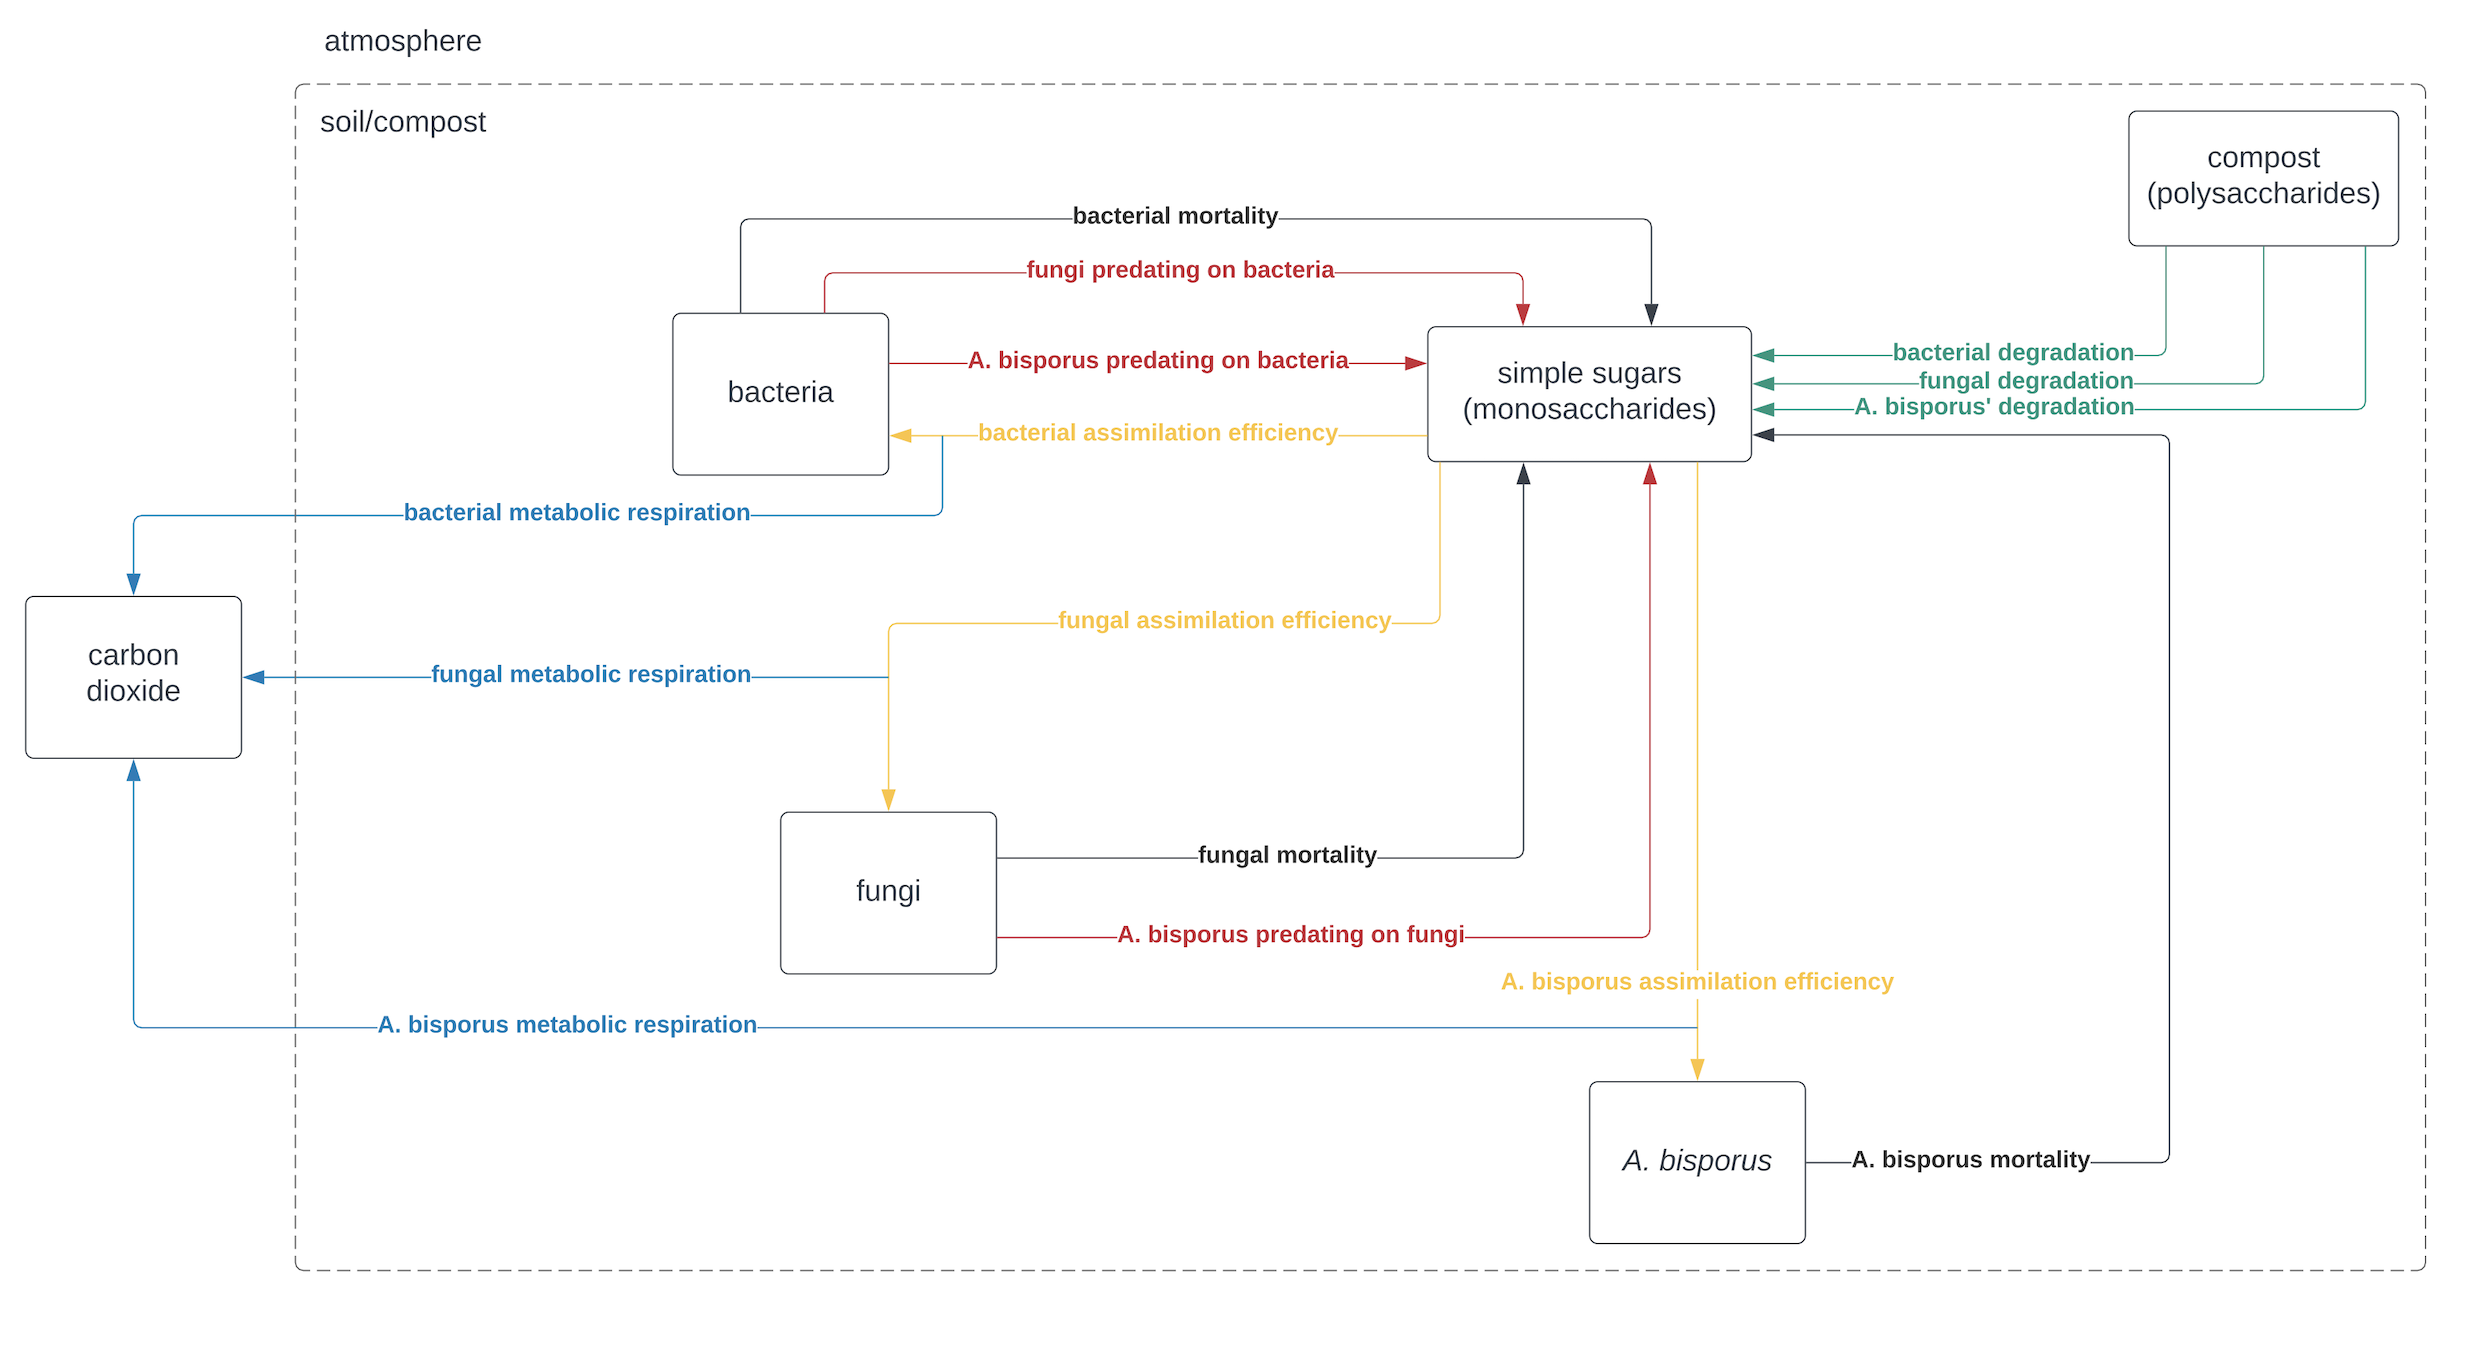 atmosphere
soil/compost
compost
(polysaccharides)
bacterial mortality
fungi predating on bacteria
A. bisporus predating on bacteria
bacteria
simple sugars
(monosaccharides)
bacterial degradation
fungal degradation
A. bisporus' degradation
bacterial assimilation efficiency
bacterial metabolic respiration
fungal assimilation efficiency
carbon
dioxide
fungal metabolic respiration
fungal mortality
fungi
A. bisporus predating on fungi
A. bisporus assimilation efficiency
A. bisporus metabolic respiration
A. bisporus
A. bisporus mortality